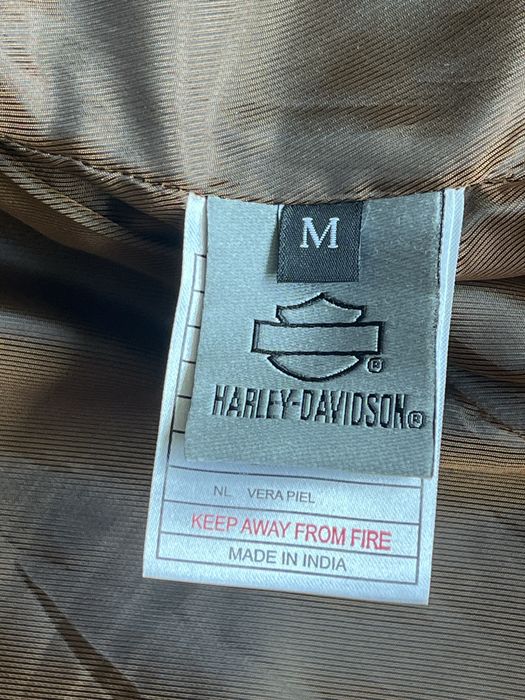 M
HARLEY-DAVIDSON®
NL VERA PIEL
KEEP AWAY FROM FIRE
MADE IN INDIA